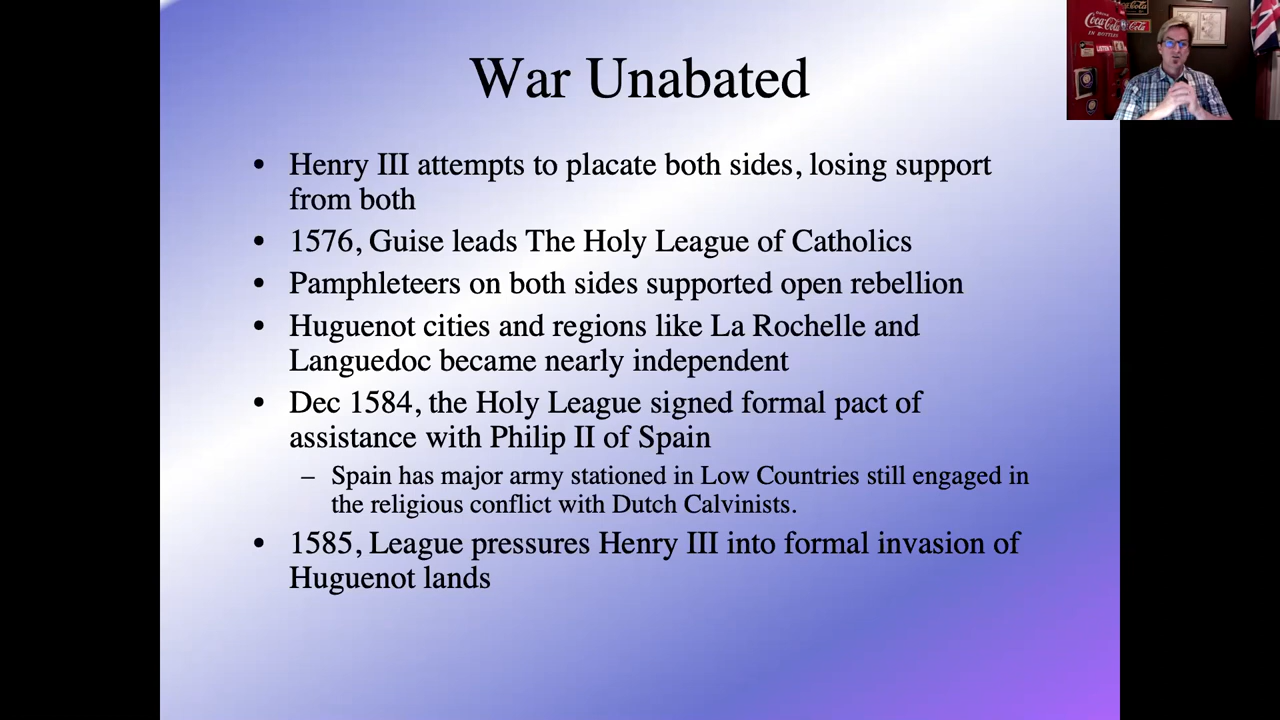 War Unabated
• Henry III attempts to placate both sides, losing support
from both
• 1576, Guise leads The Holy League of Catholics
• Pamphleteers on both sides supported open rebellion
• Huguenot cities and regions like La Rochelle and
Languedoc became nearly independent
• Dec 1584, the Holy League signed formal pact of
assistance with Philip II of Spain
– Spain has major army stationed in Low Countries still engaged in
the religious conflict with Dutch Calvinists.
• 1585, League pressures Henry III into formal invasion of
Huguenot lands
Coca-Cola
IN BOTTLES